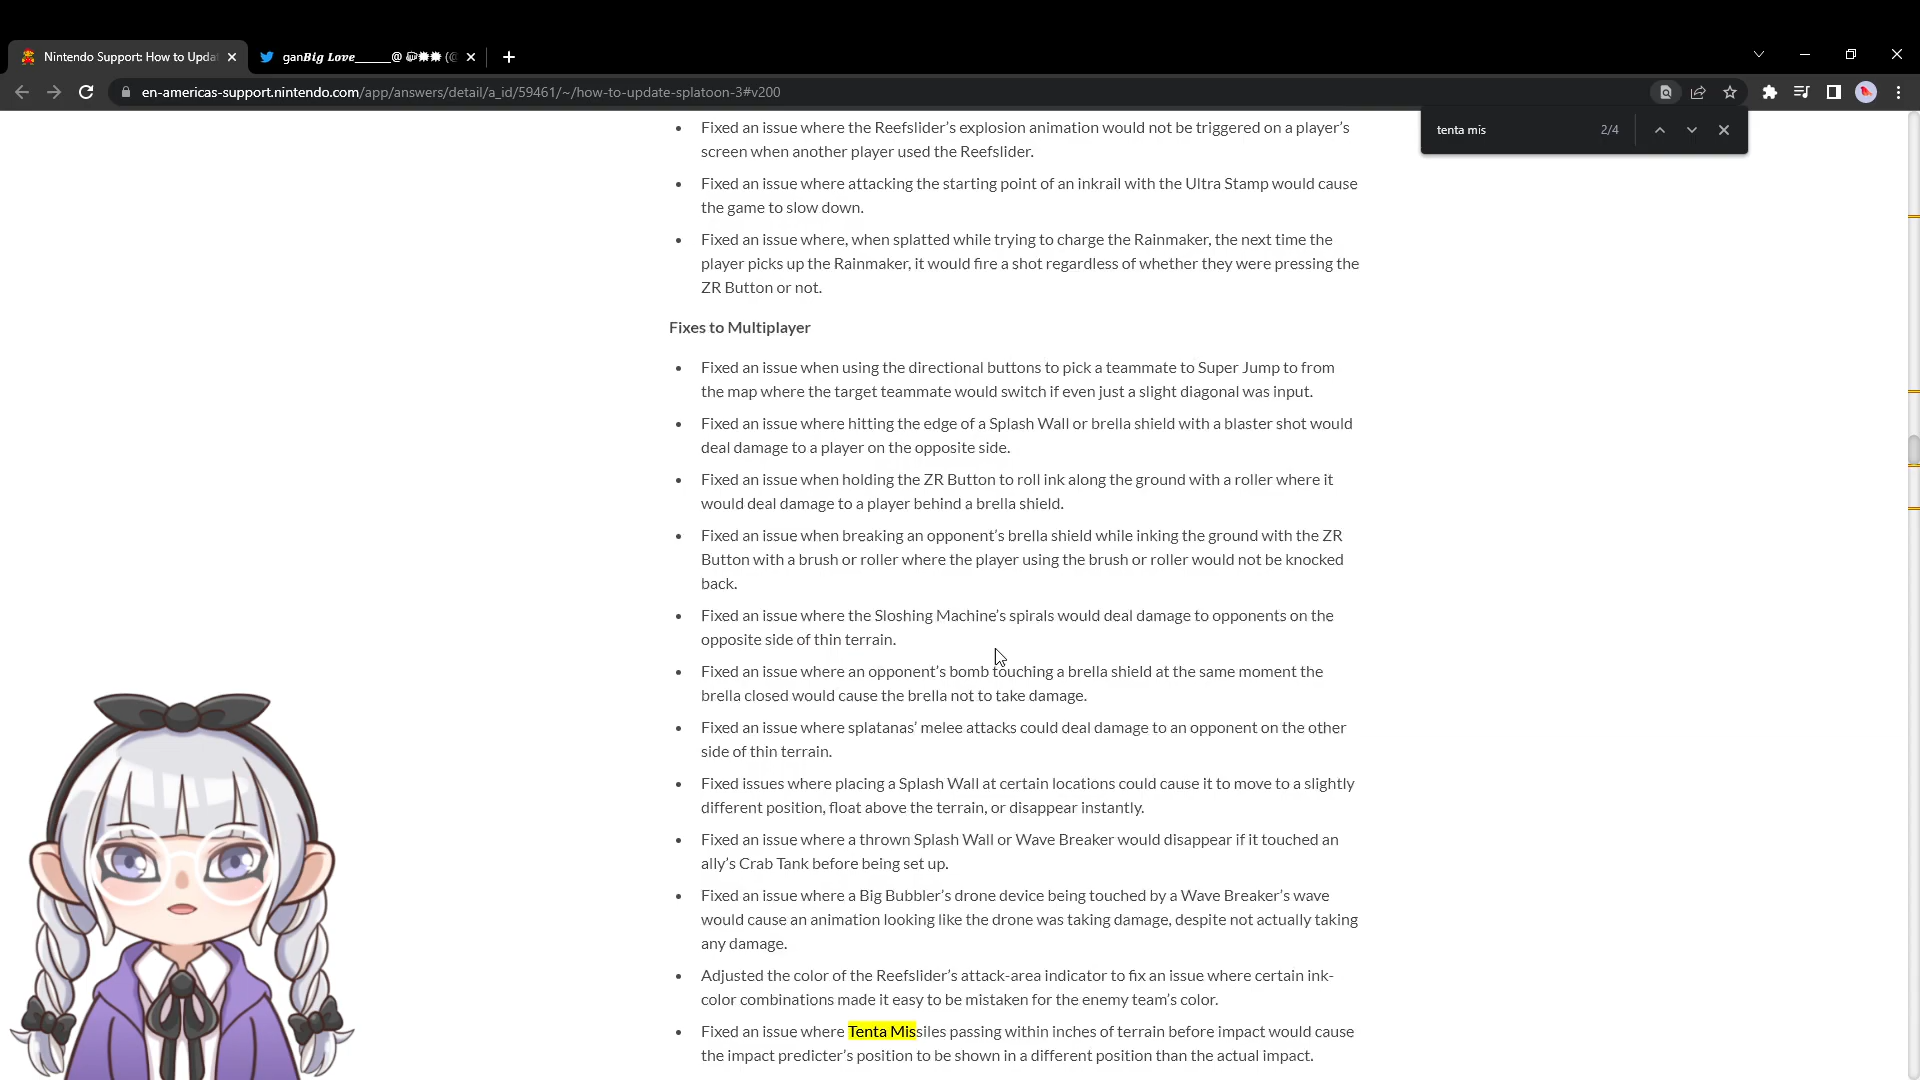 Nintendo Support: How to Upda
gan𝑩𝒊𝒈 𝑳𝒐𝒗𝒆______@
en-americas-support.nintendo.com/app/answers/detail/a_id/59461/~/how-to-update-splatoon-3#v200
tenta mis 2/4
• Fixed an issue where the Reefslider’s explosion animation would not be triggered on a player’s
screen when another player used the Reefslider.
• Fixed an issue where attacking the starting point of an inkrail with the Ultra Stamp would cause
the game to slow down.
• Fixed an issue where, when splatted while trying to charge the Rainmaker, the next time the
player picks up the Rainmaker, it would fire a shot regardless of whether they were pressing the
ZR Button or not.
Fixes to Multiplayer
• Fixed an issue when using the directional buttons to pick a teammate to Super Jump to from
the map where the target teammate would switch if even just a slight diagonal was input.
• Fixed an issue where hitting the edge of a Splash Wall or brella shield with a blaster shot would
deal damage to a player on the opposite side.
• Fixed an issue when holding the ZR Button to roll ink along the ground with a roller where it
would deal damage to a player behind a brella shield.
• Fixed an issue when breaking an opponent’s brella shield while inking the ground with the ZR
Button with a brush or roller where the player using the brush or roller would not be knocked
back.
• Fixed an issue where the Sloshing Machine’s spirals would deal damage to opponents on the
opposite side of thin terrain.
• Fixed an issue where an opponent’s bomb touching a brella shield at the same moment the
brella closed would cause the brella not to take damage.
• Fixed an issue where splatanas’ melee attacks could deal damage to an opponent on the other
side of thin terrain.
• Fixed issues where placing a Splash Wall at certain locations could cause it to move to a slightly
different position, float above the terrain, or disappear instantly.
• Fixed an issue where a thrown Splash Wall or Wave Breaker would disappear if it touched an
ally’s Crab Tank before being set up.
• Fixed an issue where a Big Bubbler’s drone device being touched by a Wave Breaker’s wave
would cause an animation looking like the drone was taking damage, despite not actually taking
any damage.
• Adjusted the color of the Reefslider’s attack-area indicator to fix an issue where certain ink-
color combinations made it easy to be mistaken for the enemy team’s color.
• Fixed an issue where Tenta Missiles passing within inches of terrain before impact would cause
the impact predicter’s position to be shown in a different position than the actual impact.